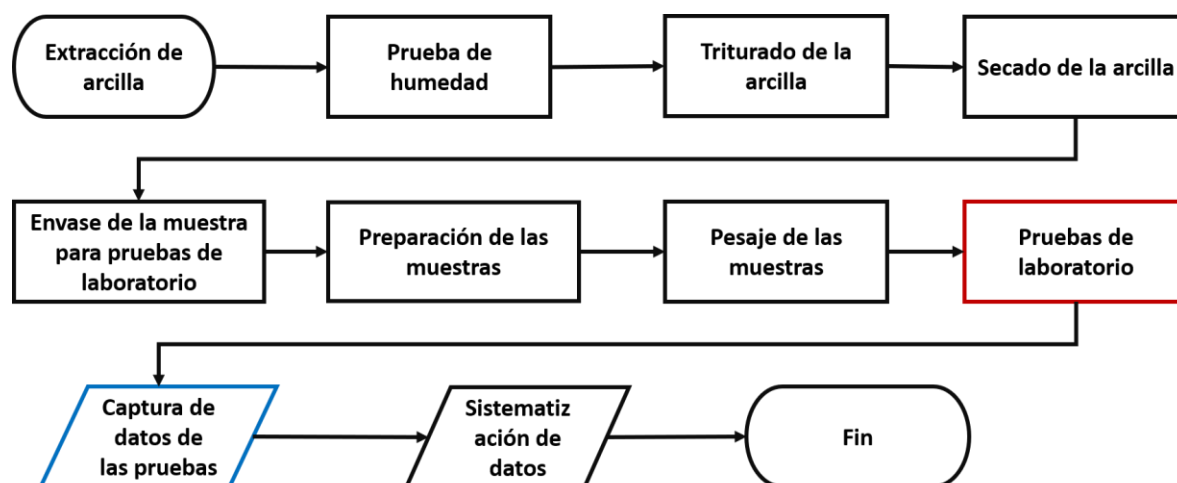 Extracción de
arcilla
Prueba de
humedad
Triturado de la
arcilla
Secado de la arcilla
Envase de la muestra
para pruebas de
laboratorio
Preparación de las
muestras
Pesaje de las
muestras
Pruebas de
laboratorio
Captura de
datos de
las pruebas
Sistematiz
ación de
datos
Fin